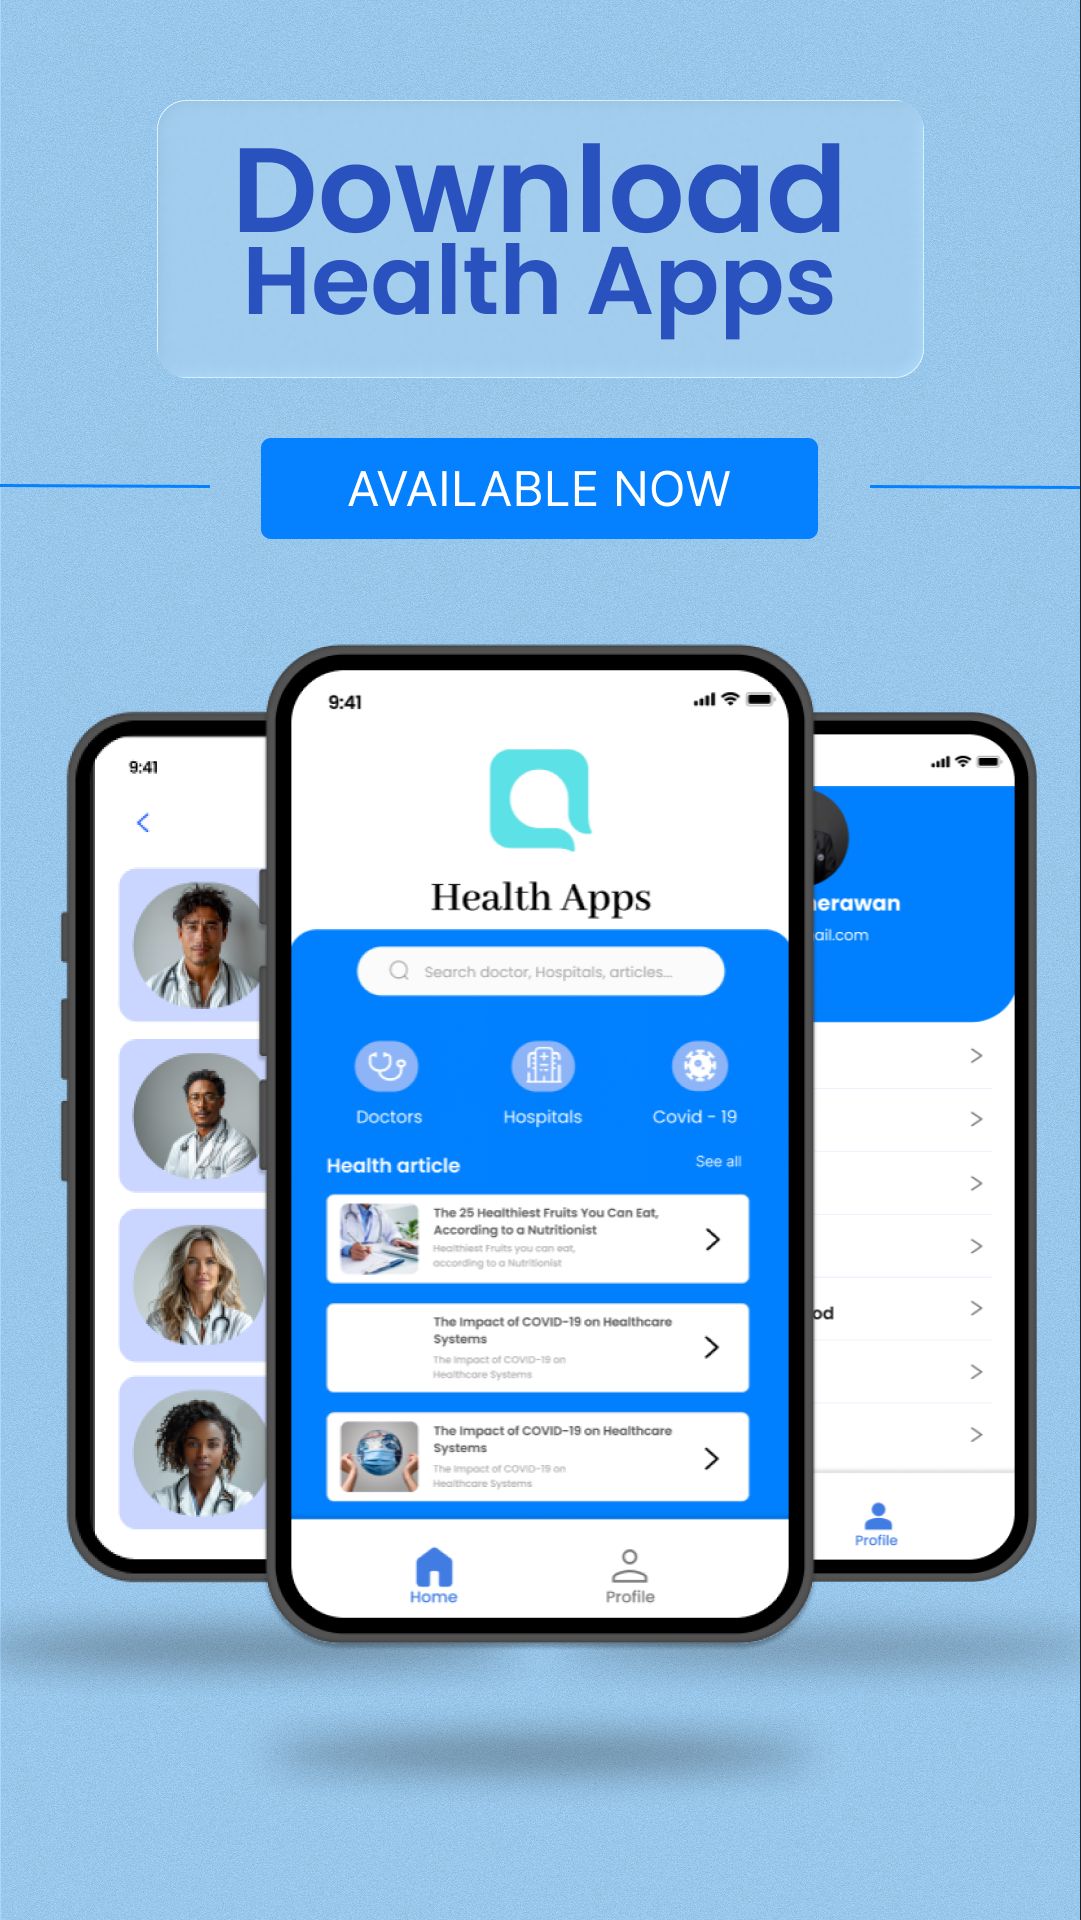 Download
Health Apps
AVAILABLE NOW
9:41
9:41
Health Apps
Search doctor, Hospitals, articles...
Doctors
Hospitals
Covid - 19
Health article
See all
The 25 Healthiest Fruits You Can Eat,
According to a Nutritionist
Healthiest Fruits you can eat,
according to a Nutritionist
The Impact of COVID-19 on Healthcare
Systems
The Impact of COVID-19 on
Healthcare Systems
The Impact of COVID-19 on Healthcare
Systems
The Impact of COVID-19 on
Healthcare Systems
Home
Profile
erawan
ail.com
od
Profile